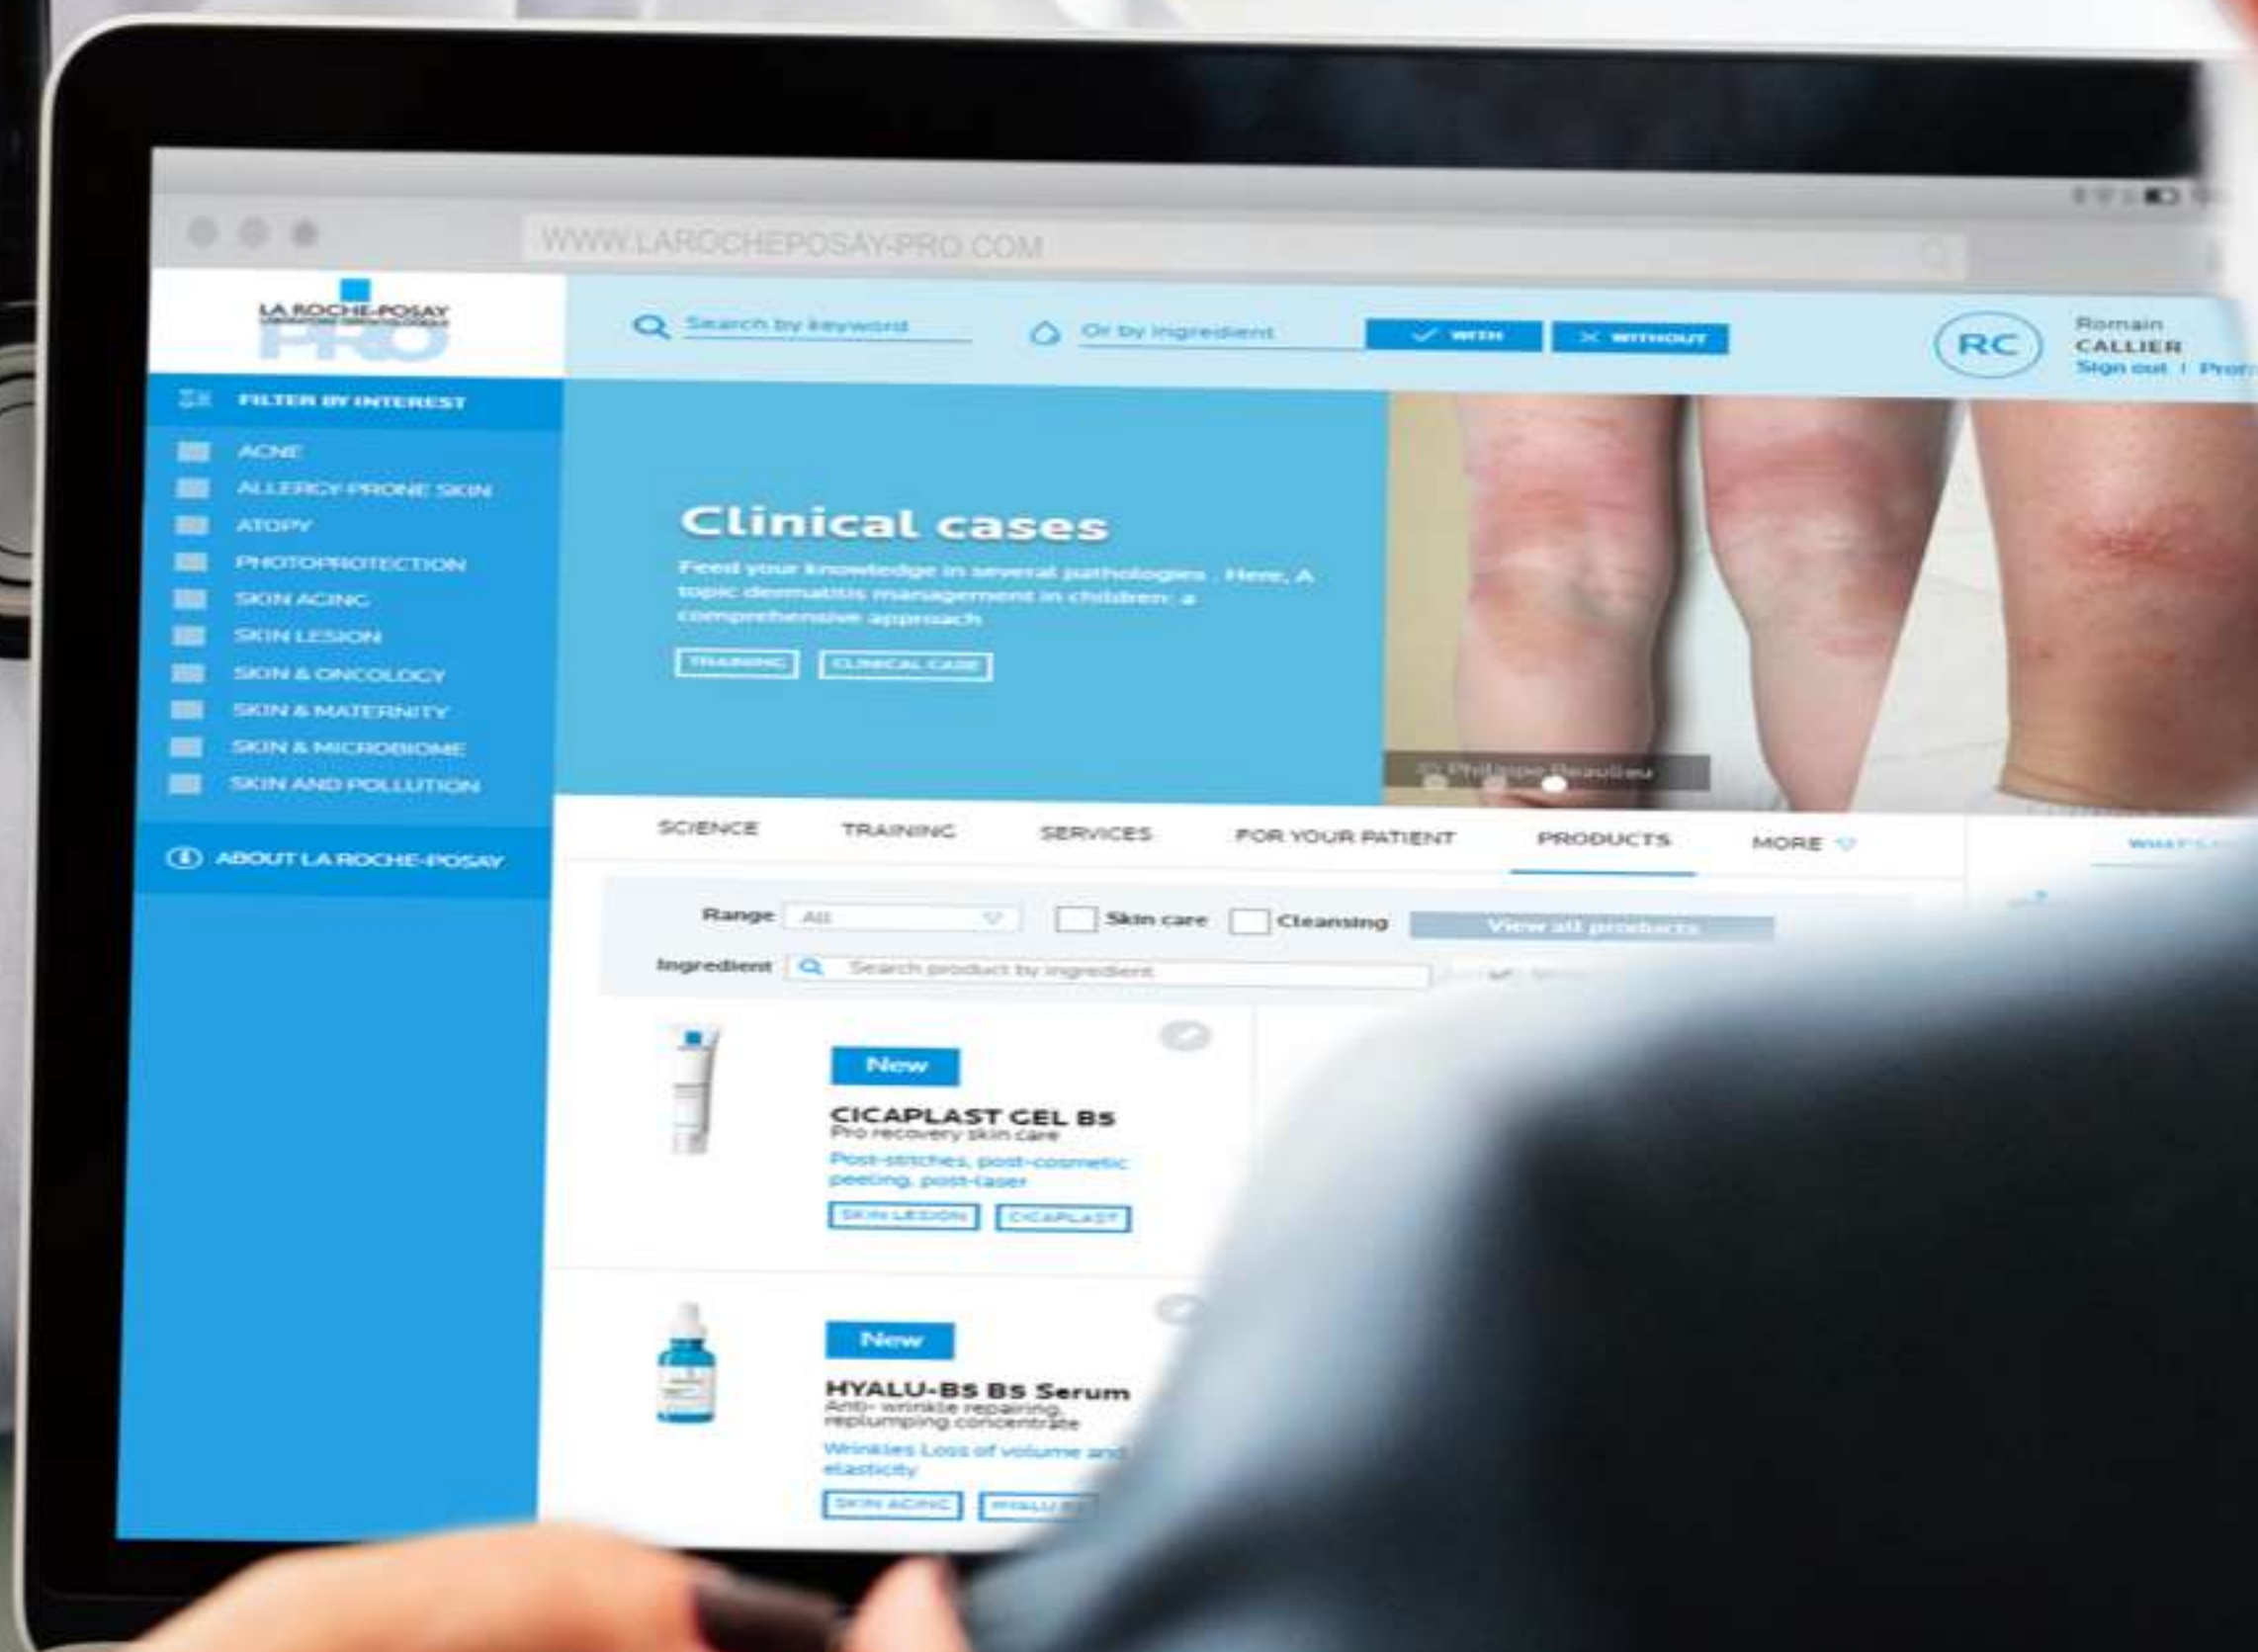 WWW.LAROCHEPOSAY-PRO.COM
LA ROCHE-POSAY
PRO
Search by keyword
Or by ingredient
WITH
WITHOUT
RC
Romain
CALLIER
Sign out
FILTER BY INTEREST
ACNE
ALLERGY-PRONE SKIN
ATOPY
PHOTOPROTECTION
SKIN AGING
SKIN LESION
SKIN & ONCOLOGY
SKIN & MATERNITY
SKIN & MICROBIOME
SKIN AND POLLUTION
ABOUT LA ROCHE-POSAY
Clinical cases
Feed your knowledge in several pathologies . Here, A
topic dermatitis management in children: a
comprehensive approach
TRAINING
CLINICAL CASE
© Philippe Beaulieu
SCIENCE TRAINING SERVICES FOR YOUR PATIENT PRODUCTS MORE
Range All Skin care Cleansing View all products
Ingredient Search product by ingredient
New
CICAPLAST GEL B5
Pro recovery skin care
Post-stitches, post-cosmetic
peeling, post-laser
SKIN LESION CICAPLAST
New
HYALU-B5 B5 Serum
Anti- wrinkle repairing,
replumping concentrate
Wrinkles Loss of volume and
elasticity
SKIN AGING